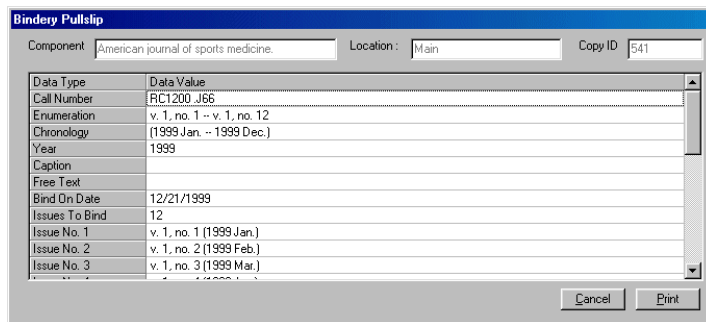 Bindery Pullslip
Component American journal of sports medicine. Location : Main Copy ID 541
Data Type Data Value
Call Number RC1200 .J66
Enumeration v. 1, no. 1 -- v. 1, no. 12
Chronology (1999 Jan. -- 1999 Dec.)
Year 1999
Caption
Free Text
Bind On Date 12/21/1999
Issues To Bind 12
Issue No. 1 v. 1, no. 1 (1999 Jan.)
Issue No. 2 v. 1, no. 2 (1999 Feb.)
Issue No. 3 v. 1, no. 3 (1999 Mar.)
Cancel Print